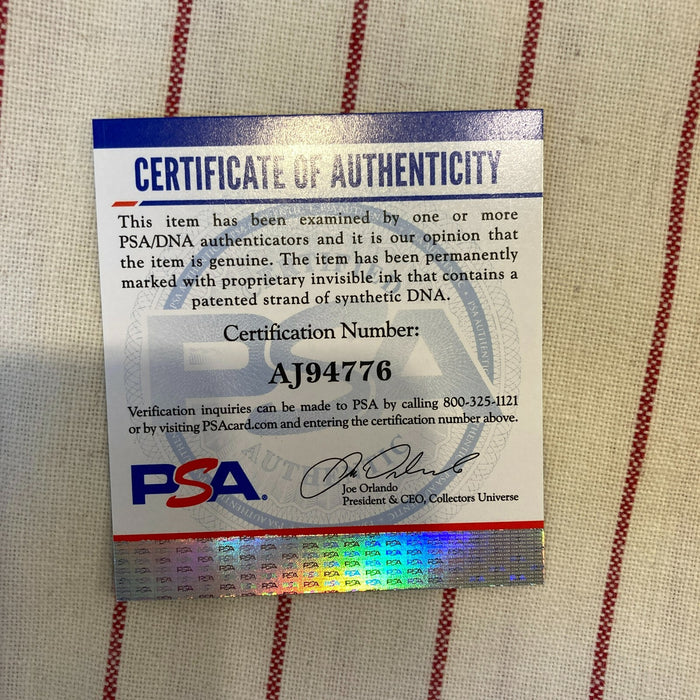 CERTIFICATE OF AUTHENTICITY
This item has been examined by one or more
PSA/DNA authenticators and it is our opinion that
the item is genuine. The item has been permanently
marked with proprietary invisible ink that contains a
patented strand of synthetic DNA.
Certification Number:
AJ94776
Verification inquiries can be made to PSA by calling 800-325-1121
or by visiting PSAcard.com and entering the certification number above.
PSA.
Joe Orlando
President & CEO, Collectors Universe